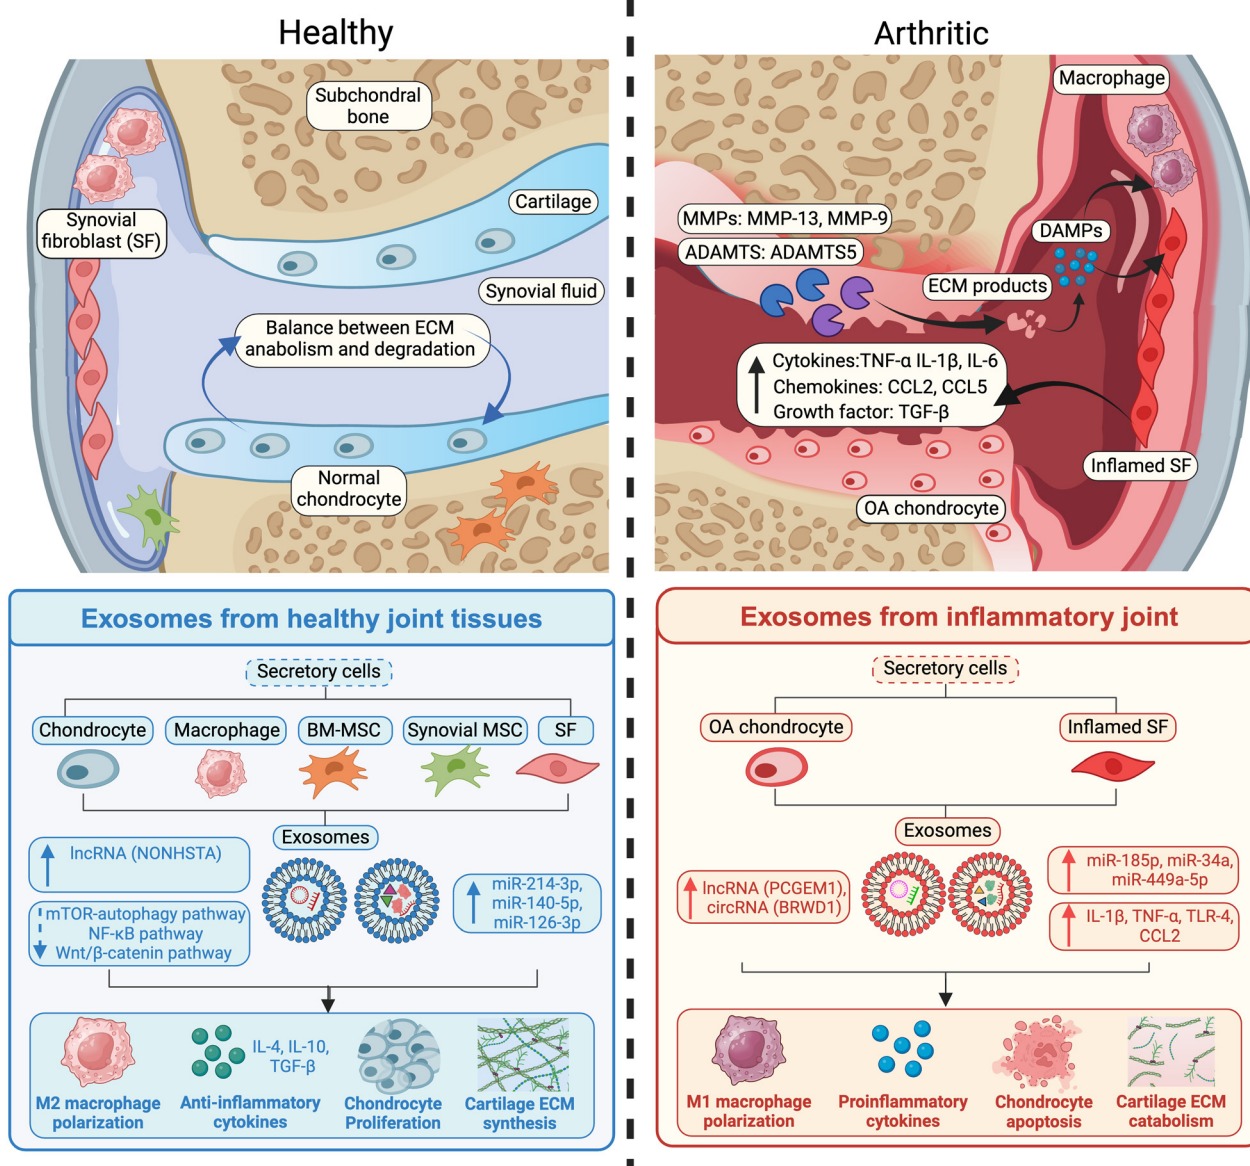 Healthy
Subchondral
bone
Cartilage
Synovial
fibroblast (SF)
Synovial fluid
Balance between ECM
anabolism and degradation
Normal
chondrocyte
Arthritic
Macrophage
MMPs: MMP-13, MMP-9
ADAMTS: ADAMTS5
DAMPs
ECM products
Cytokines:TNF-α IL-1β, IL-6
Chemokines: CCL2, CCL5
Growth factor: TGF-β
Inflamed SF
OA chondrocyte
Exosomes from healthy joint tissues
Secretory cells
Chondrocyte
Macrophage
BM-MSC
Synovial MSC
SF
Exosomes
lncRNA (NONHSTA)
mTOR-autophagy pathway
NF-κB pathway
Wnt/β-catenin pathway
miR-214-3p,
miR-140-5p,
miR-126-3p
IL-4, IL-10,
TGF-β
M2 macrophage
polarization
Anti-inflammatory
cytokines
Chondrocyte
Proliferation
Cartilage ECM
synthesis
Exosomes from inflammatory joint
Secretory cells
OA chondrocyte
Inflamed SF
Exosomes
lncRNA (PCGEM1),
circRNA (BRWD1)
miR-185p, miR-34a,
miR-449a-5p
IL-1β, TNF-α, TLR-4,
CCL2
M1 macrophage
polarization
Proinflammatory
cytokines
Chondrocyte
apoptosis
Cartilage ECM
catabolism